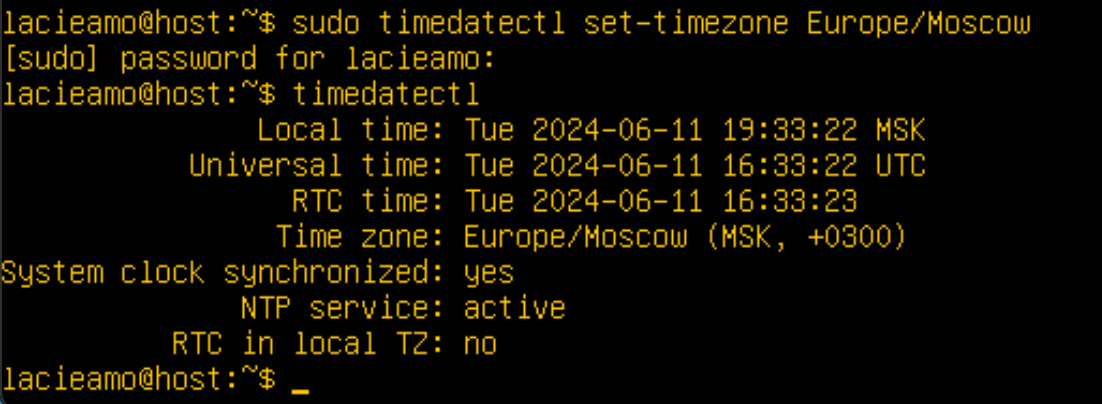 lacieamo@host:~$ sudo timedatectl set-timezone Europe/Moscow
[sudo] password for lacieamo:
lacieamo@host:~$ timedatectl
Local time: Tue 2024-06-11 19:33:22 MSK
Universal time: Tue 2024-06-11 16:33:22 UTC
RTC time: Tue 2024-06-11 16:33:23
Time zone: Europe/Moscow (MSK, +0300)
System clock synchronized: yes
NTP service: active
RTC in local TZ: no
lacieamo@host:~$ _